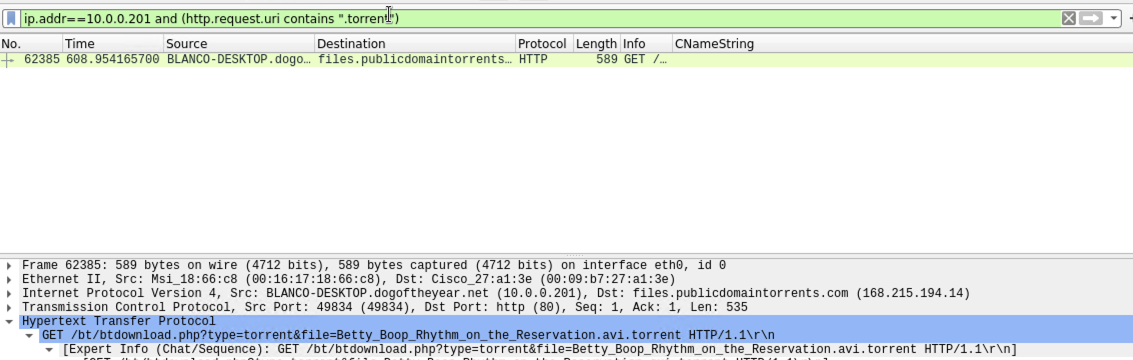 ip.addr==10.0.0.201 and (http.request.uri contains ".torrent")
No. Time Source Destination Protocol Length Info CNameString
62385 608.954165700 BLANCO-DESKTOP.dogo… files.publicdomaintorrents… HTTP 589 GET /…
Frame 62385: 589 bytes on wire (4712 bits), 589 bytes captured (4712 bits) on interface eth0, id 0
Ethernet II, Src: Msi_18:66:c8 (00:16:17:18:66:c8), Dst: Cisco_27:a1:3e (00:09:b7:27:a1:3e)
Internet Protocol Version 4, Src: BLANCO-DESKTOP.dogoftheyear.net (10.0.0.201), Dst: files.publicdomaintorrents.com (168.215.194.14)
Transmission Control Protocol, Src Port: 49834 (49834), Dst Port: http (80), Seq: 1, Ack: 1, Len: 535
Hypertext Transfer Protocol
GET /bt/btdownload.php?type=torrent&file=Betty_Boop_Rhythm_on_the_Reservation.avi.torrent HTTP/1.1\r\n
[Expert Info (Chat/Sequence): GET /bt/btdownload.php?type=torrent&file=Betty_Boop_Rhythm_on_the_Reservation.avi.torrent HTTP/1.1\r\n]